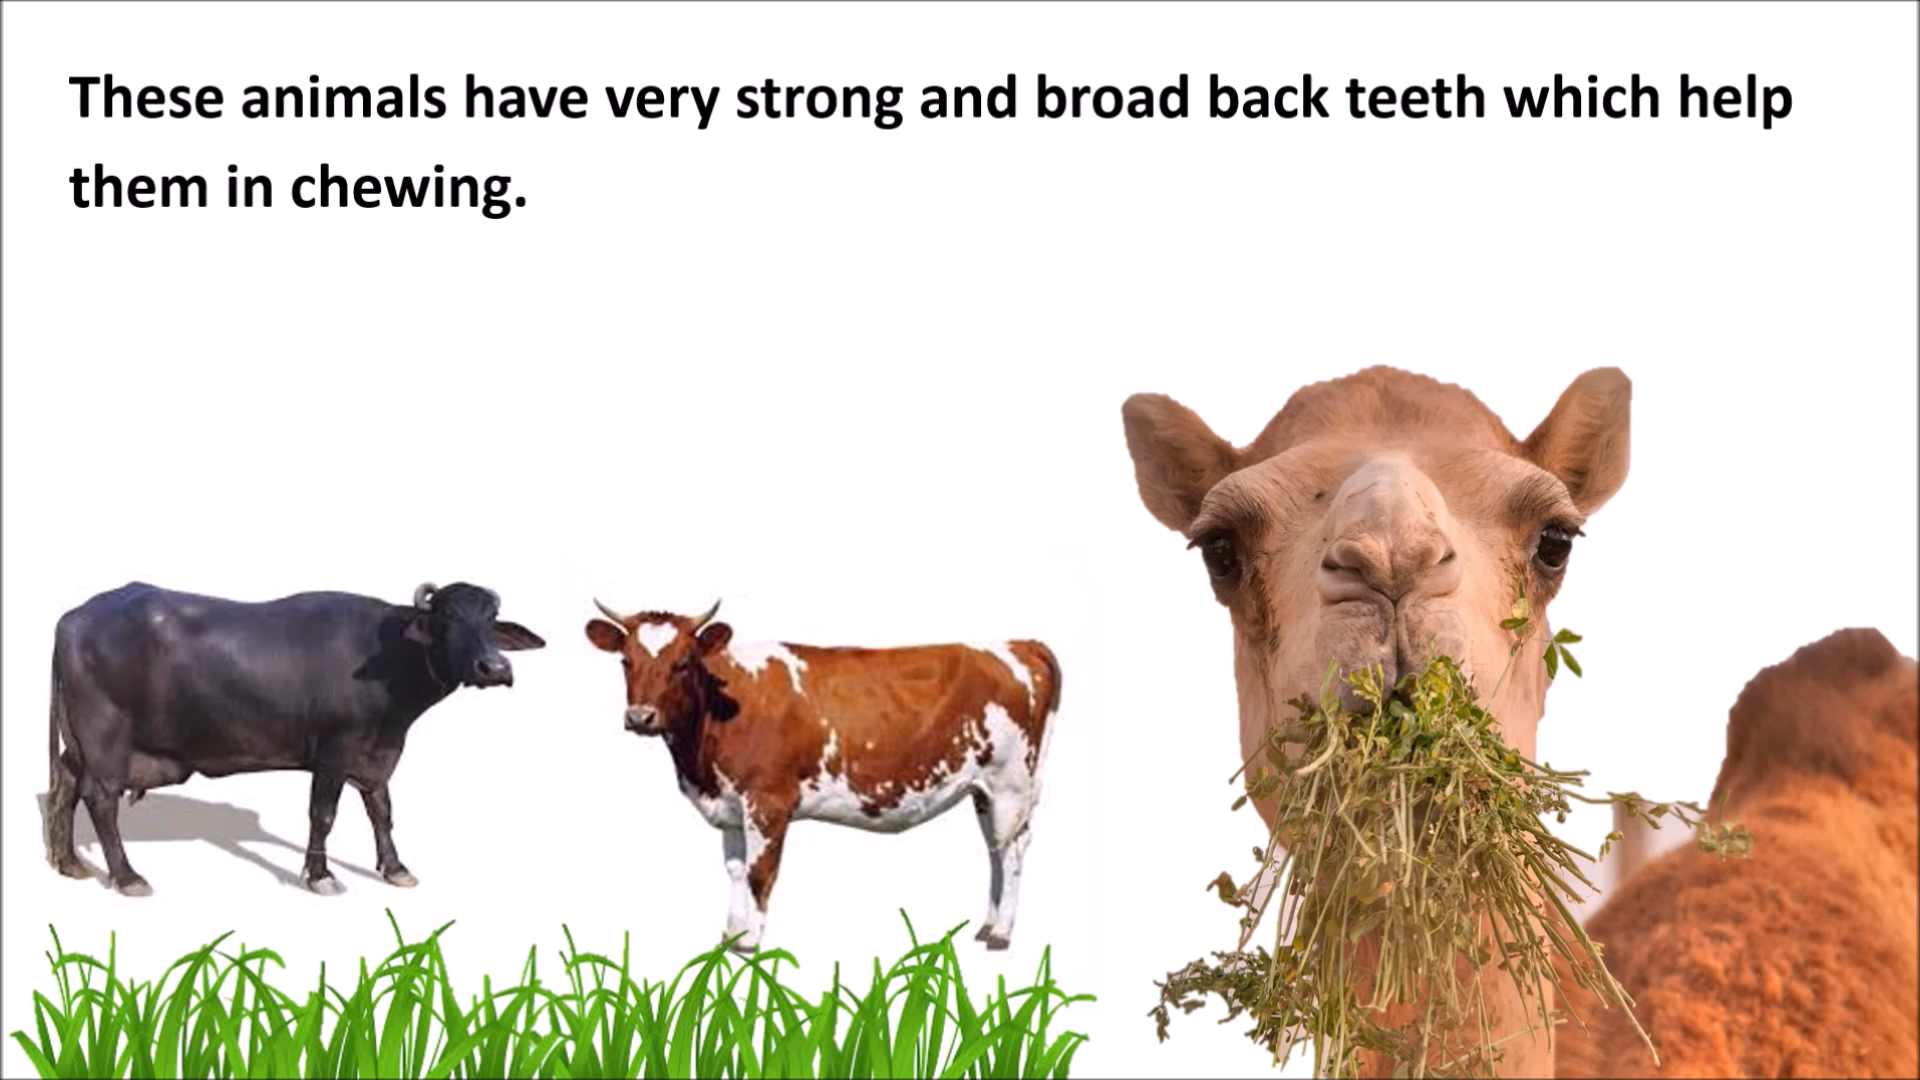 These animals have very strong and broad back teeth which help
them in chewing.